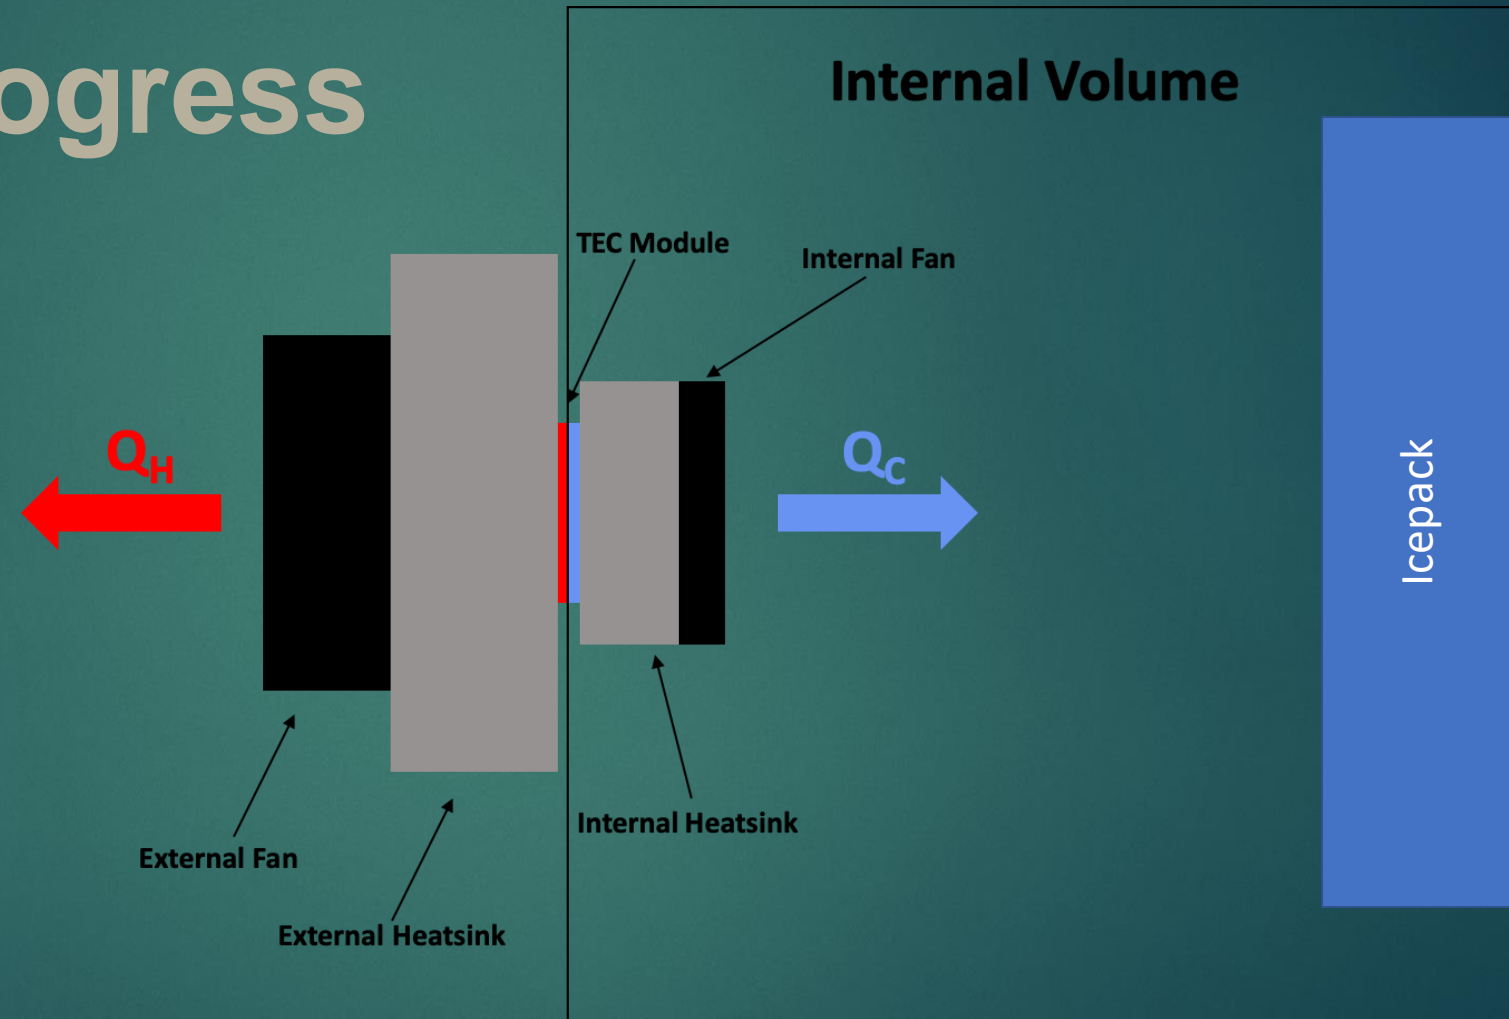 ogress
Internal Volume
TEC Module
Internal Fan
QH
QC
Icepack
Internal Heatsink
External Fan
External Heatsink